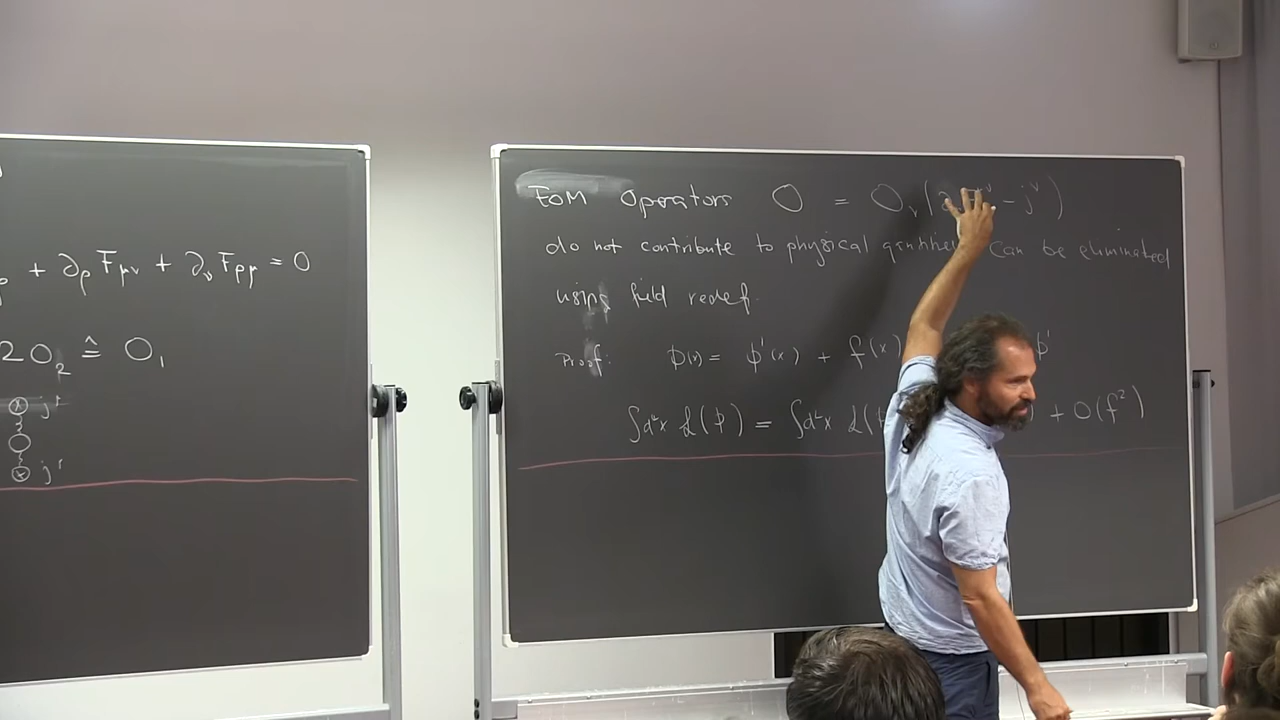 + ∂ρ Fμν + ∂ν Fρμ = 0
2O₂ ≙ O₁
j^μ
j^μ
EOM Operators O = O_ν (∂ − j^ν)
do not contribute to physical can be eliminated
using field redef.
Proof: φ(x) = φ'(x) + f(x) φ'
∫d⁴x ℒ(φ) = ∫d⁴x ℒ( ) + O(f²)